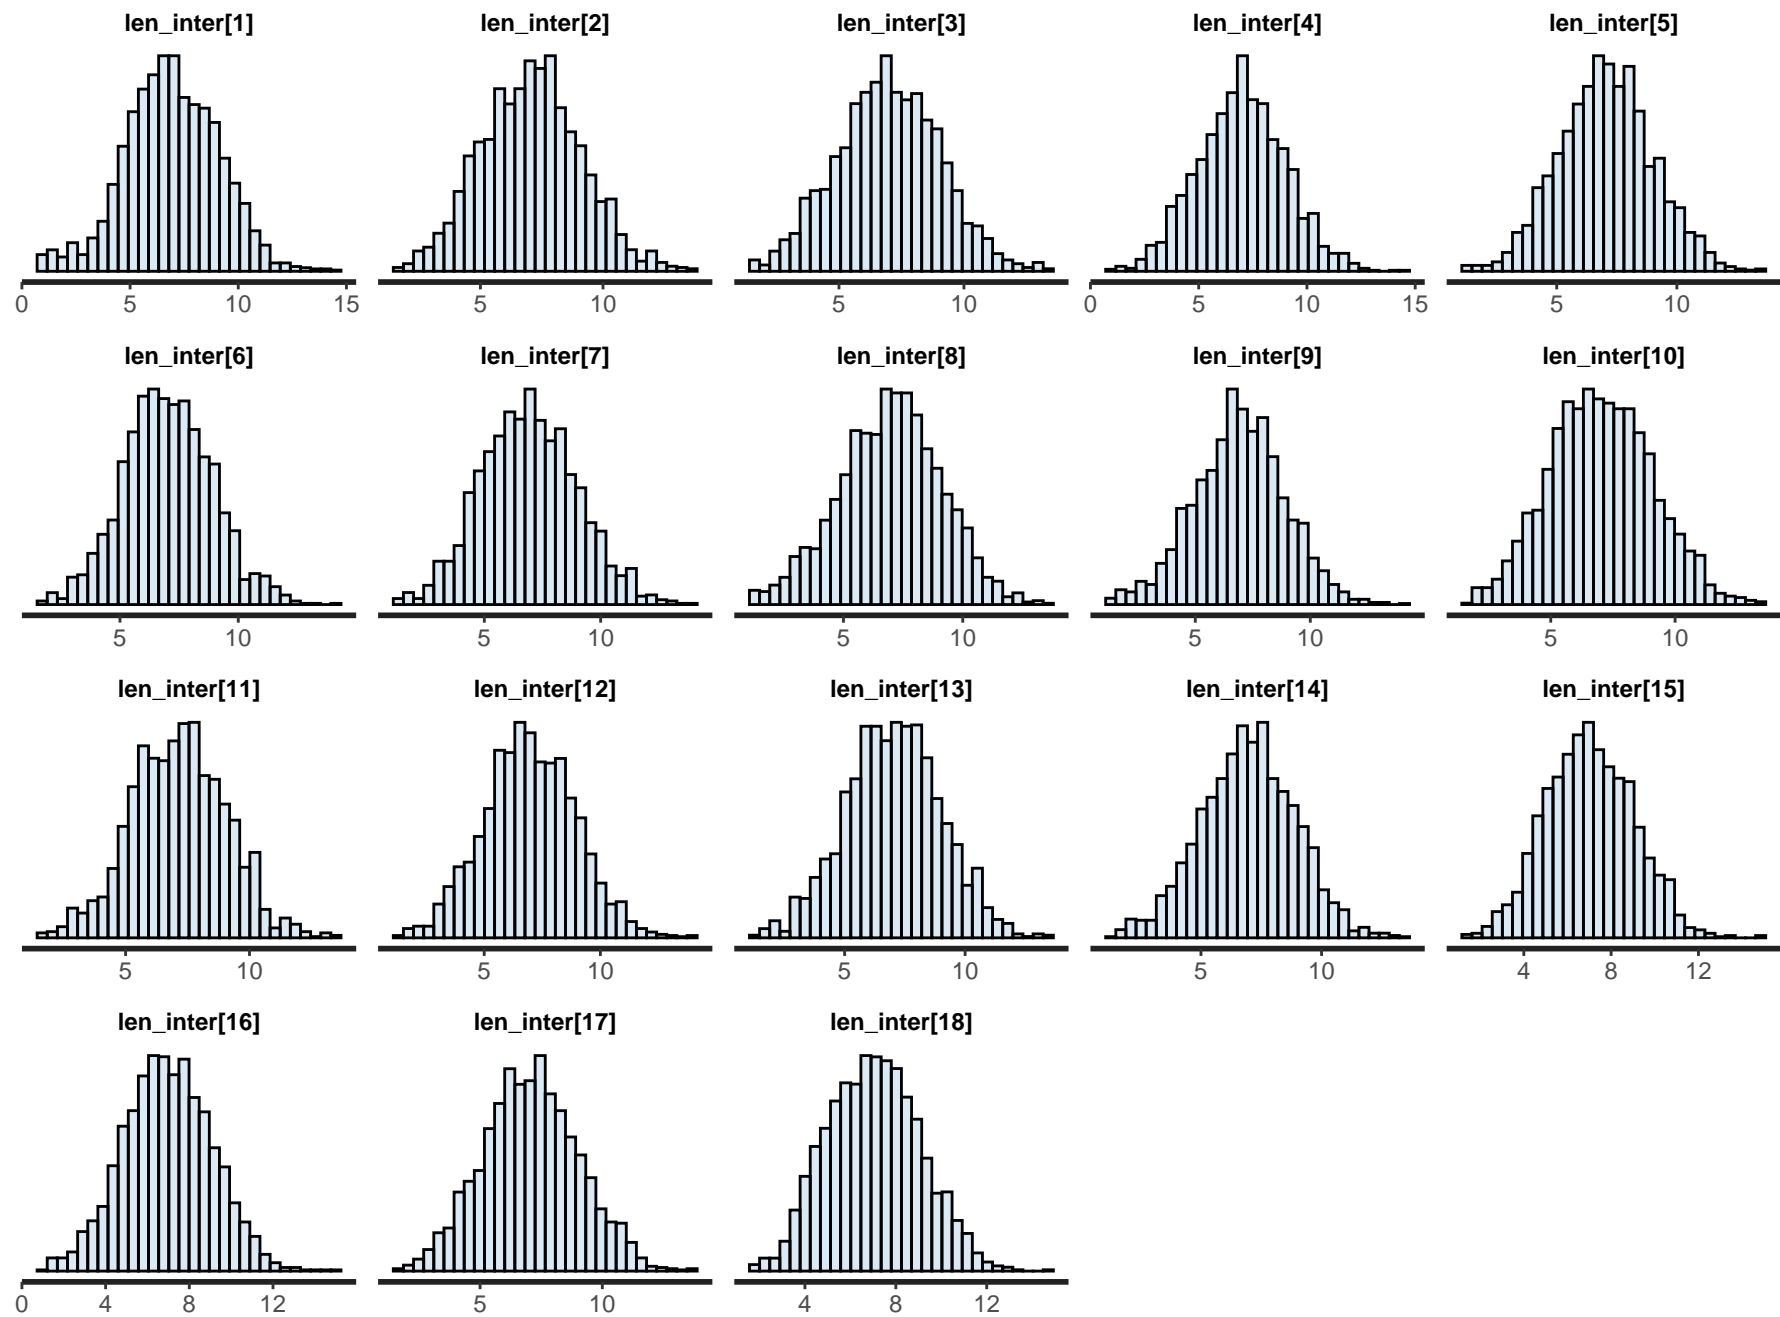 len_inter[1] len_inter[2] len_inter[3] len_inter[4] len_inter[5]
0 5 10 15 5 10 5 10 0 5 10 15 5 10
len_inter[6] len_inter[7] len_inter[8] len_inter[9] len_inter[10]
5 10 5 10 5 10 5 10 5 10
len_inter[11] len_inter[12] len_inter[13] len_inter[14] len_inter[15]
5 10 5 10 5 10 5 10 4 8 12
len_inter[16] len_inter[17] len_inter[18]
0 4 8 12 5 10 4 8 12